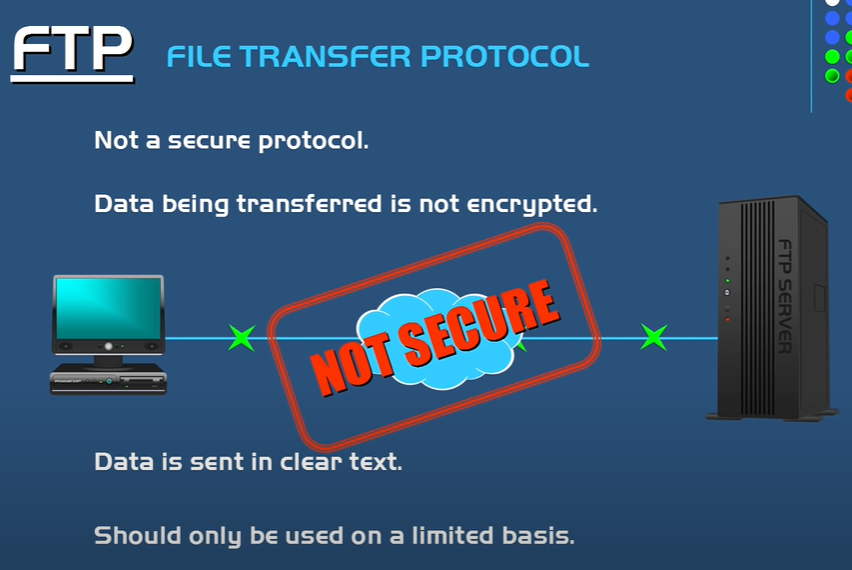 FTP
FILE TRANSFER PROTOCOL
Not a secure protocol.
Data being transferred is not encrypted.
NOT SECURE
FTP SERVER
Data is sent in clear text.
Should only be used on a limited basis.